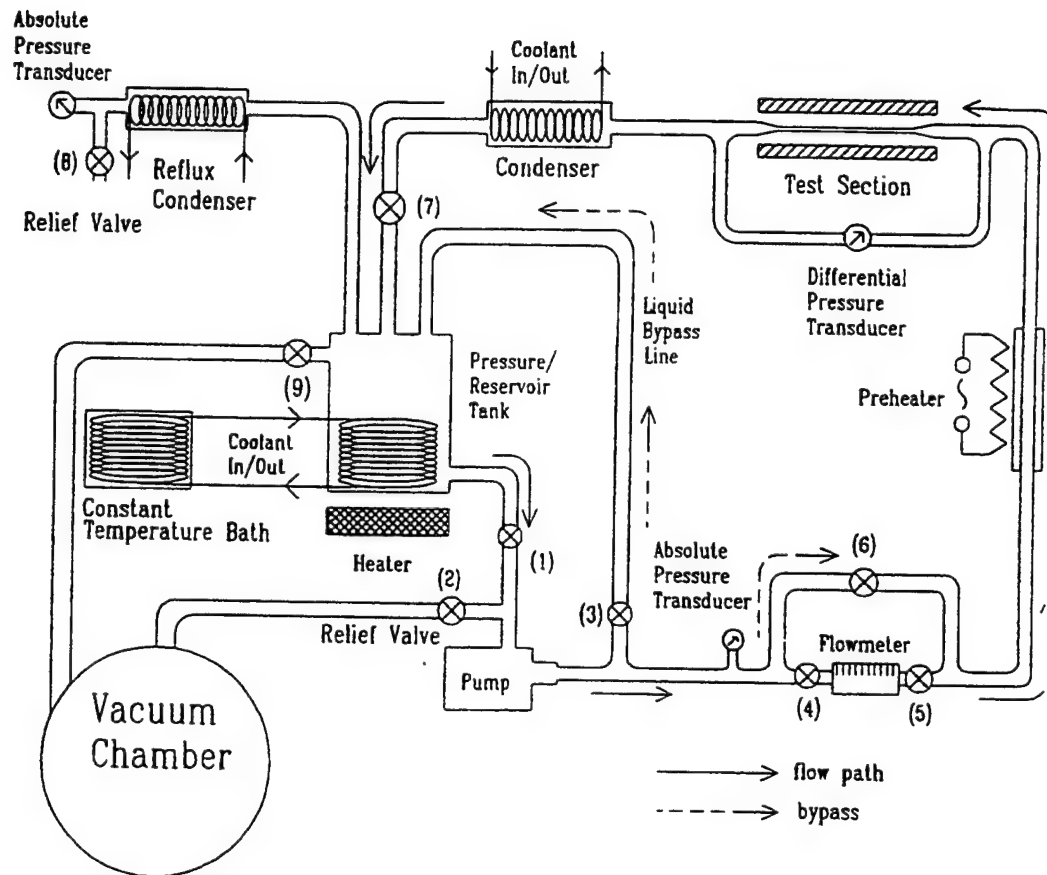 Absolute
Pressure
Transducer
(8)
Relief Valve
Reflux
Condenser
Coolant
In/Out
Condenser
(7)
Test Section
Differential
Pressure
Transducer
Liquid
Bypass
Line
Pressure/
Reservoir
Tank
(9)
Coolant
In/Out
Constant
Temperature Bath
Heater
(1)
(2)
Relief Valve
(3)
Preheater
Absolute
Pressure
Transducer
(6)
Flowmeter
(4)
(5)
Pump
Vacuum
Chamber
flow path
bypass